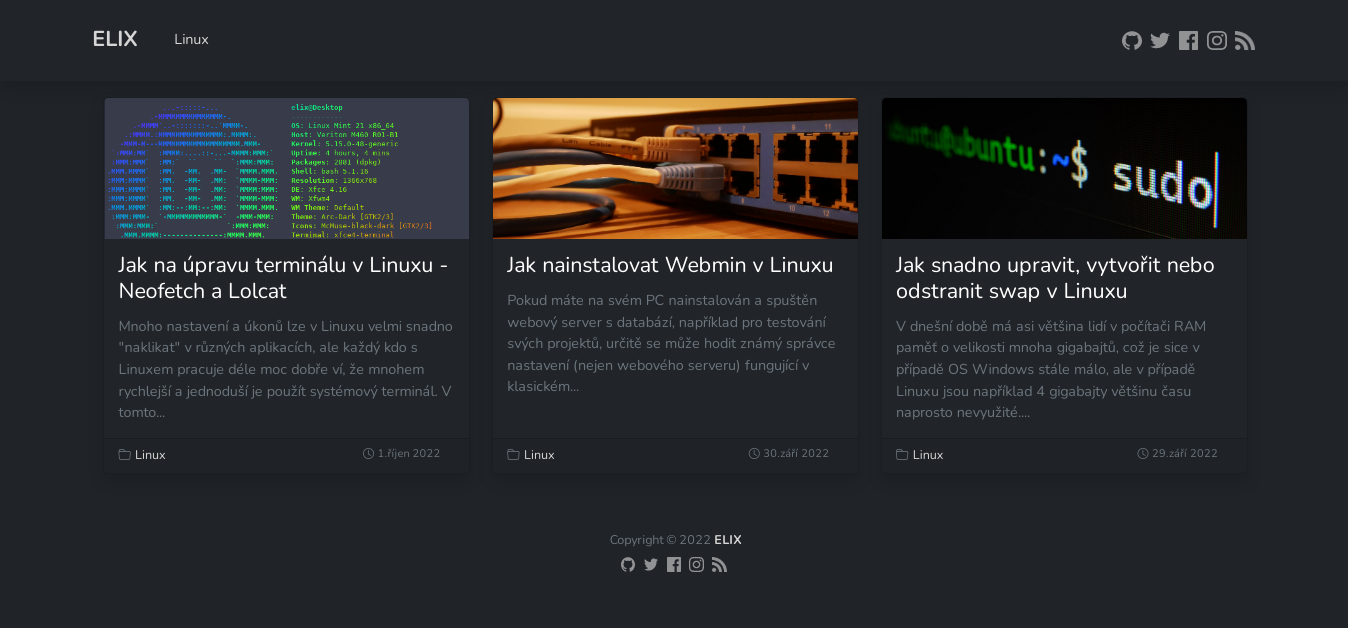 ELIX
Linux
elix@Desktop
OS: Linux Mint 21 x86_64
Host: Variton M460 R01-B1
Kernel: 5.15.0-48-generic
Uptime: 4 hours, 4 mins
Packages: 2881 (dpkg)
Shell: bash 5.1.16
Resolution: 1366x768
DE: Xfce 4.16
WM: Xfwm4
WM Theme: Default
Theme: Arc-Dark [GTK2/3]
Icons: McMuse-black-dark [GTK2/3]
Terminal: xfce4-terminal
Jak na úpravu terminálu v Linuxu -
Neofetch a Lolcat
Mnoho nastavení a úkonů lze v Linuxu velmi snadno
"naklikat" v různých aplikacích, ale každý kdo s
Linuxem pracuje déle moc dobře ví, že mnohem
rychlejší a jednoduší je použít systémový terminál. V
tomto...
Linux
1.říjen 2022
7
9
11
8
10
12
Jak nainstalovat Webmin v Linuxu
Pokud máte na svém PC nainstalován a spuštěn
webový server s databází, například pro testování
svých projektů, určitě se může hodit známý správce
nastavení (nejen webového serveru) fungující v
klasickém...
Linux
30.září 2022
ubuntu@ubuntu:~$ sudo
Jak snadno upravit, vytvořit nebo
odstranit swap v Linuxu
V dnešní době má asi většina lidí v počítači RAM
paměť o velikosti mnoha gigabajtů, což je sice v
případě OS Windows stále málo, ale v případě
Linuxu jsou například 4 gigabajty většinu času
naprosto nevyužité....
Linux
29.září 2022
Copyright © 2022 ELIX